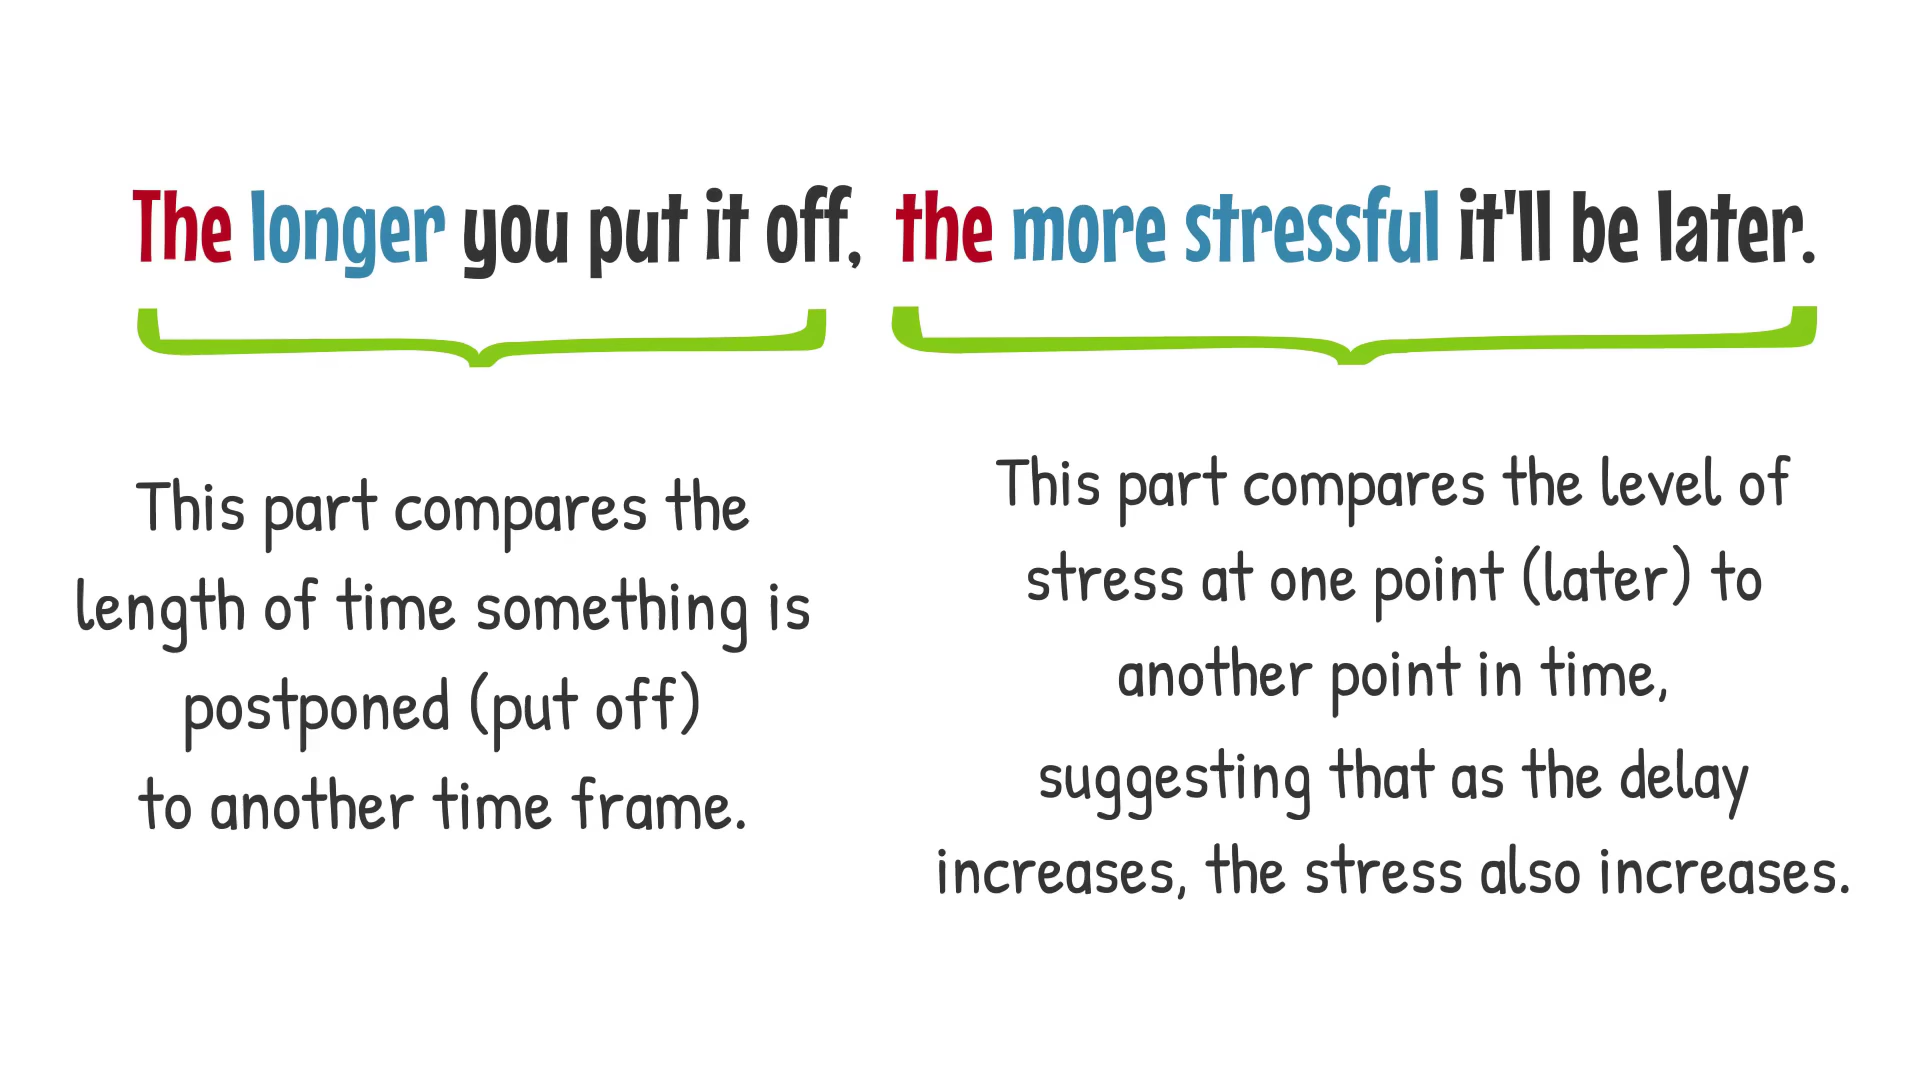 The longer you put it off, the more stressful it'll be later.
This part compares the
length of time something is
postponed (put off)
to another time frame.
This part compares the level of
stress at one point (later) to
another point in time,
suggesting that as the delay
increases, the stress also increases.